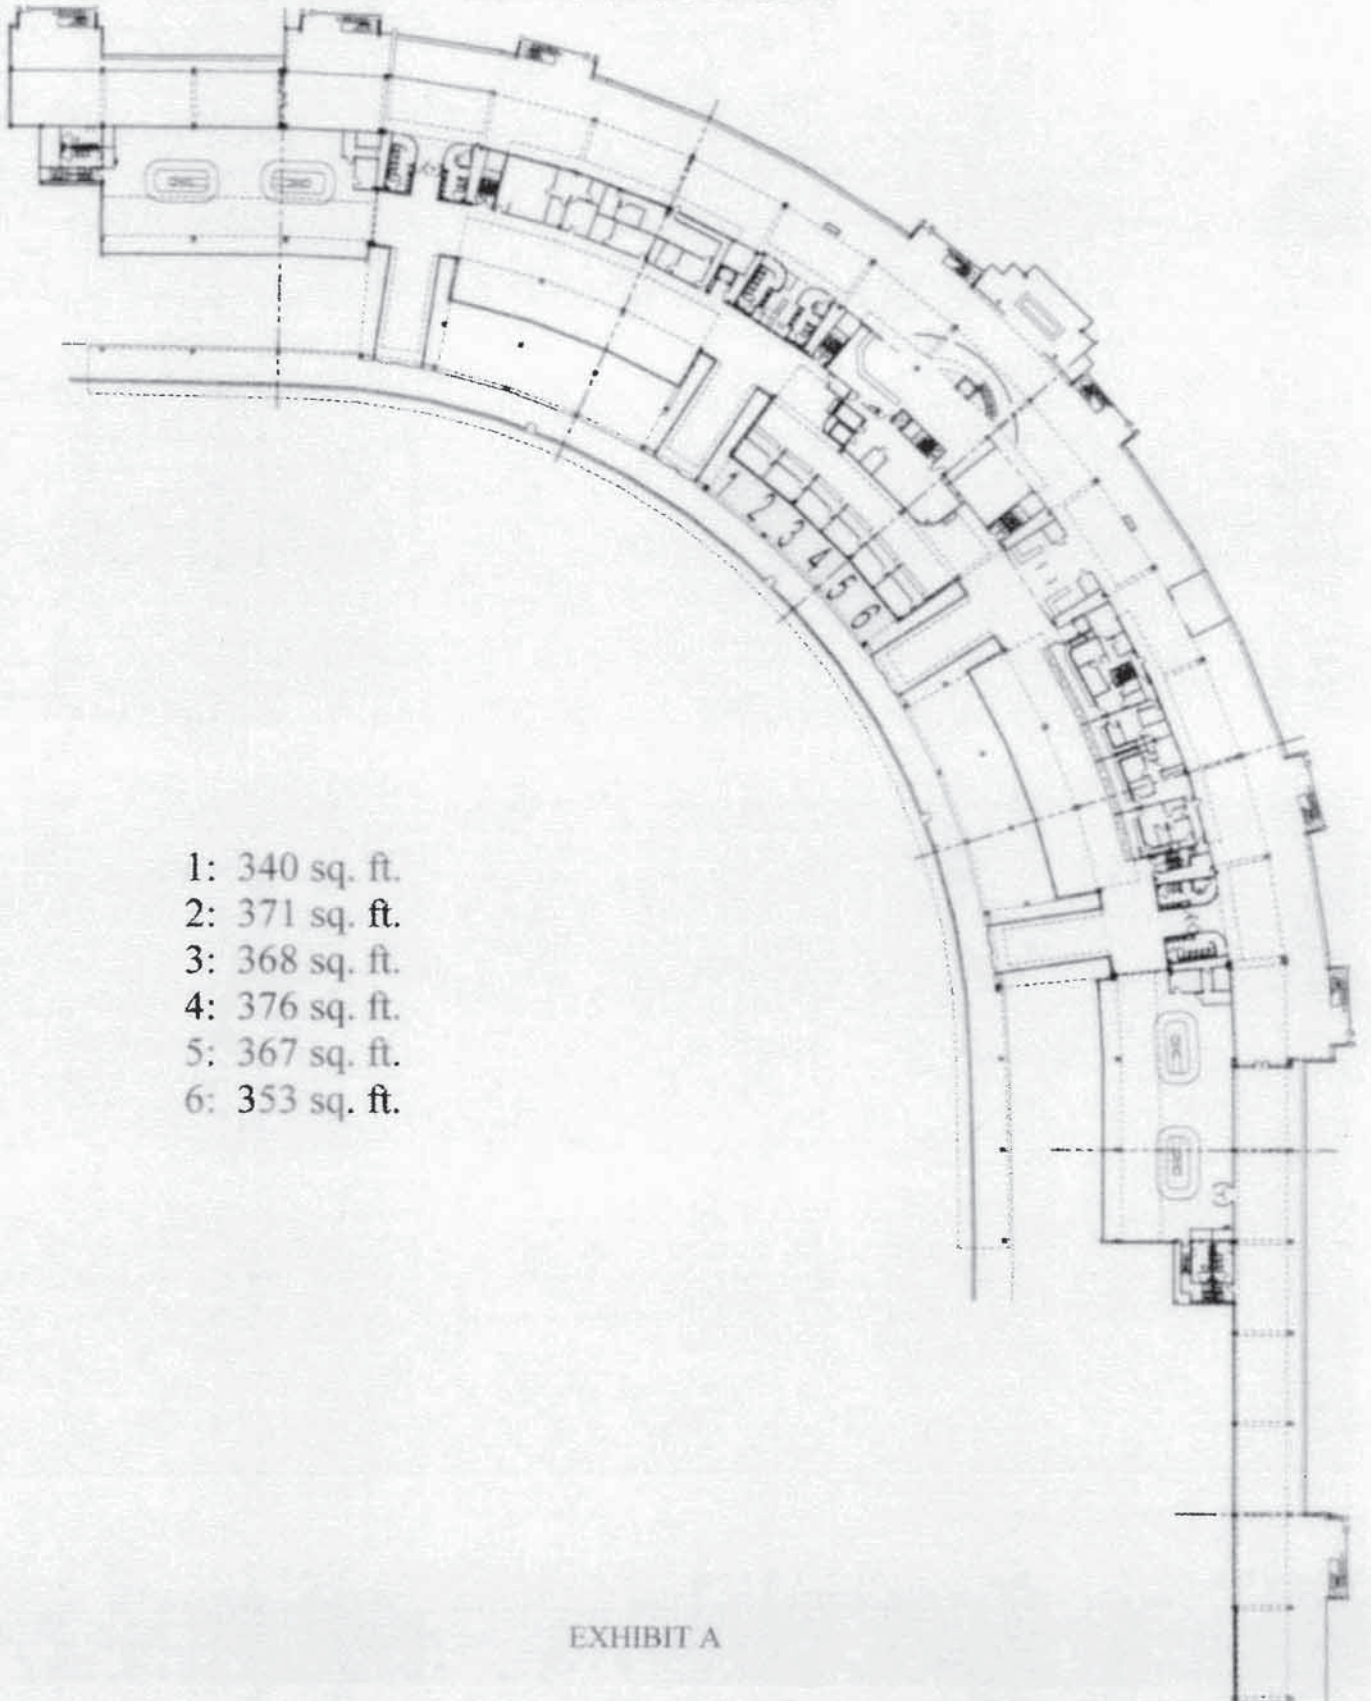 1
2
3
4
5
6
1: 340 sq. ft.
2: 371 sq. ft.
3: 368 sq. ft.
4: 376 sq. ft.
5: 367 sq. ft.
6: 353 sq. ft.
EXHIBIT A